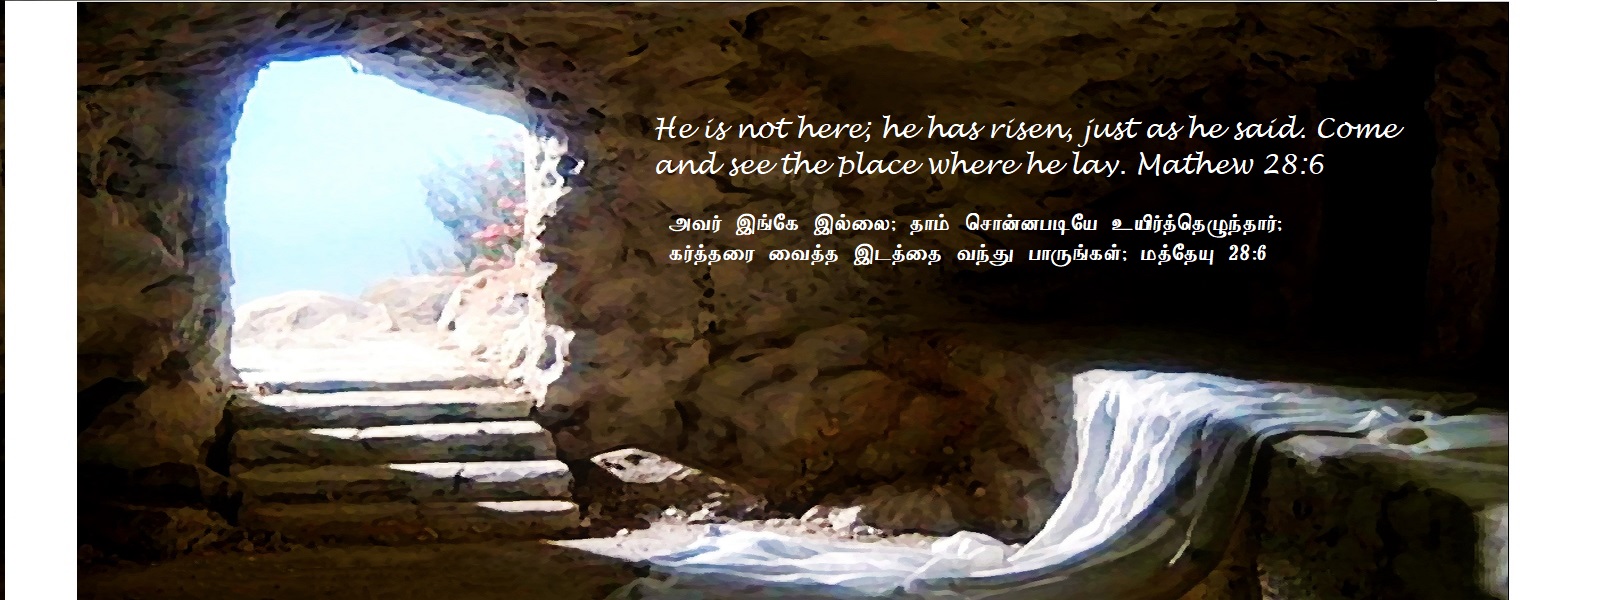 He is not here; he has risen, just as he said. Come
and see the place where he lay. Mathew 28:6
அவர் இங்கே இல்லை; தாம் சொன்னபடியே உயிர்த்தெழுந்தார்;
கர்த்தரை வைத்த இடத்தை வந்து பாருங்கள்; மத்தேயு 28:6